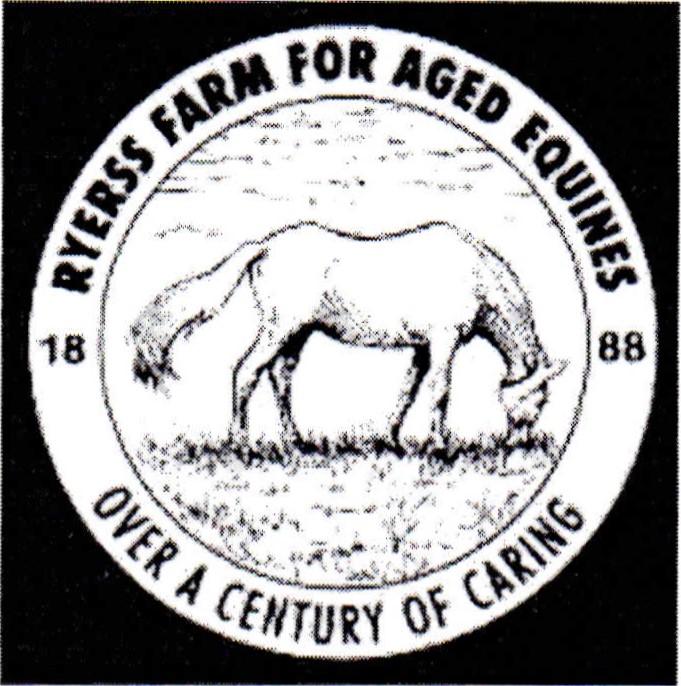 RYERSS FARM FOR AGED EQUINES
18 88
OVER A CENTURY OF CARING